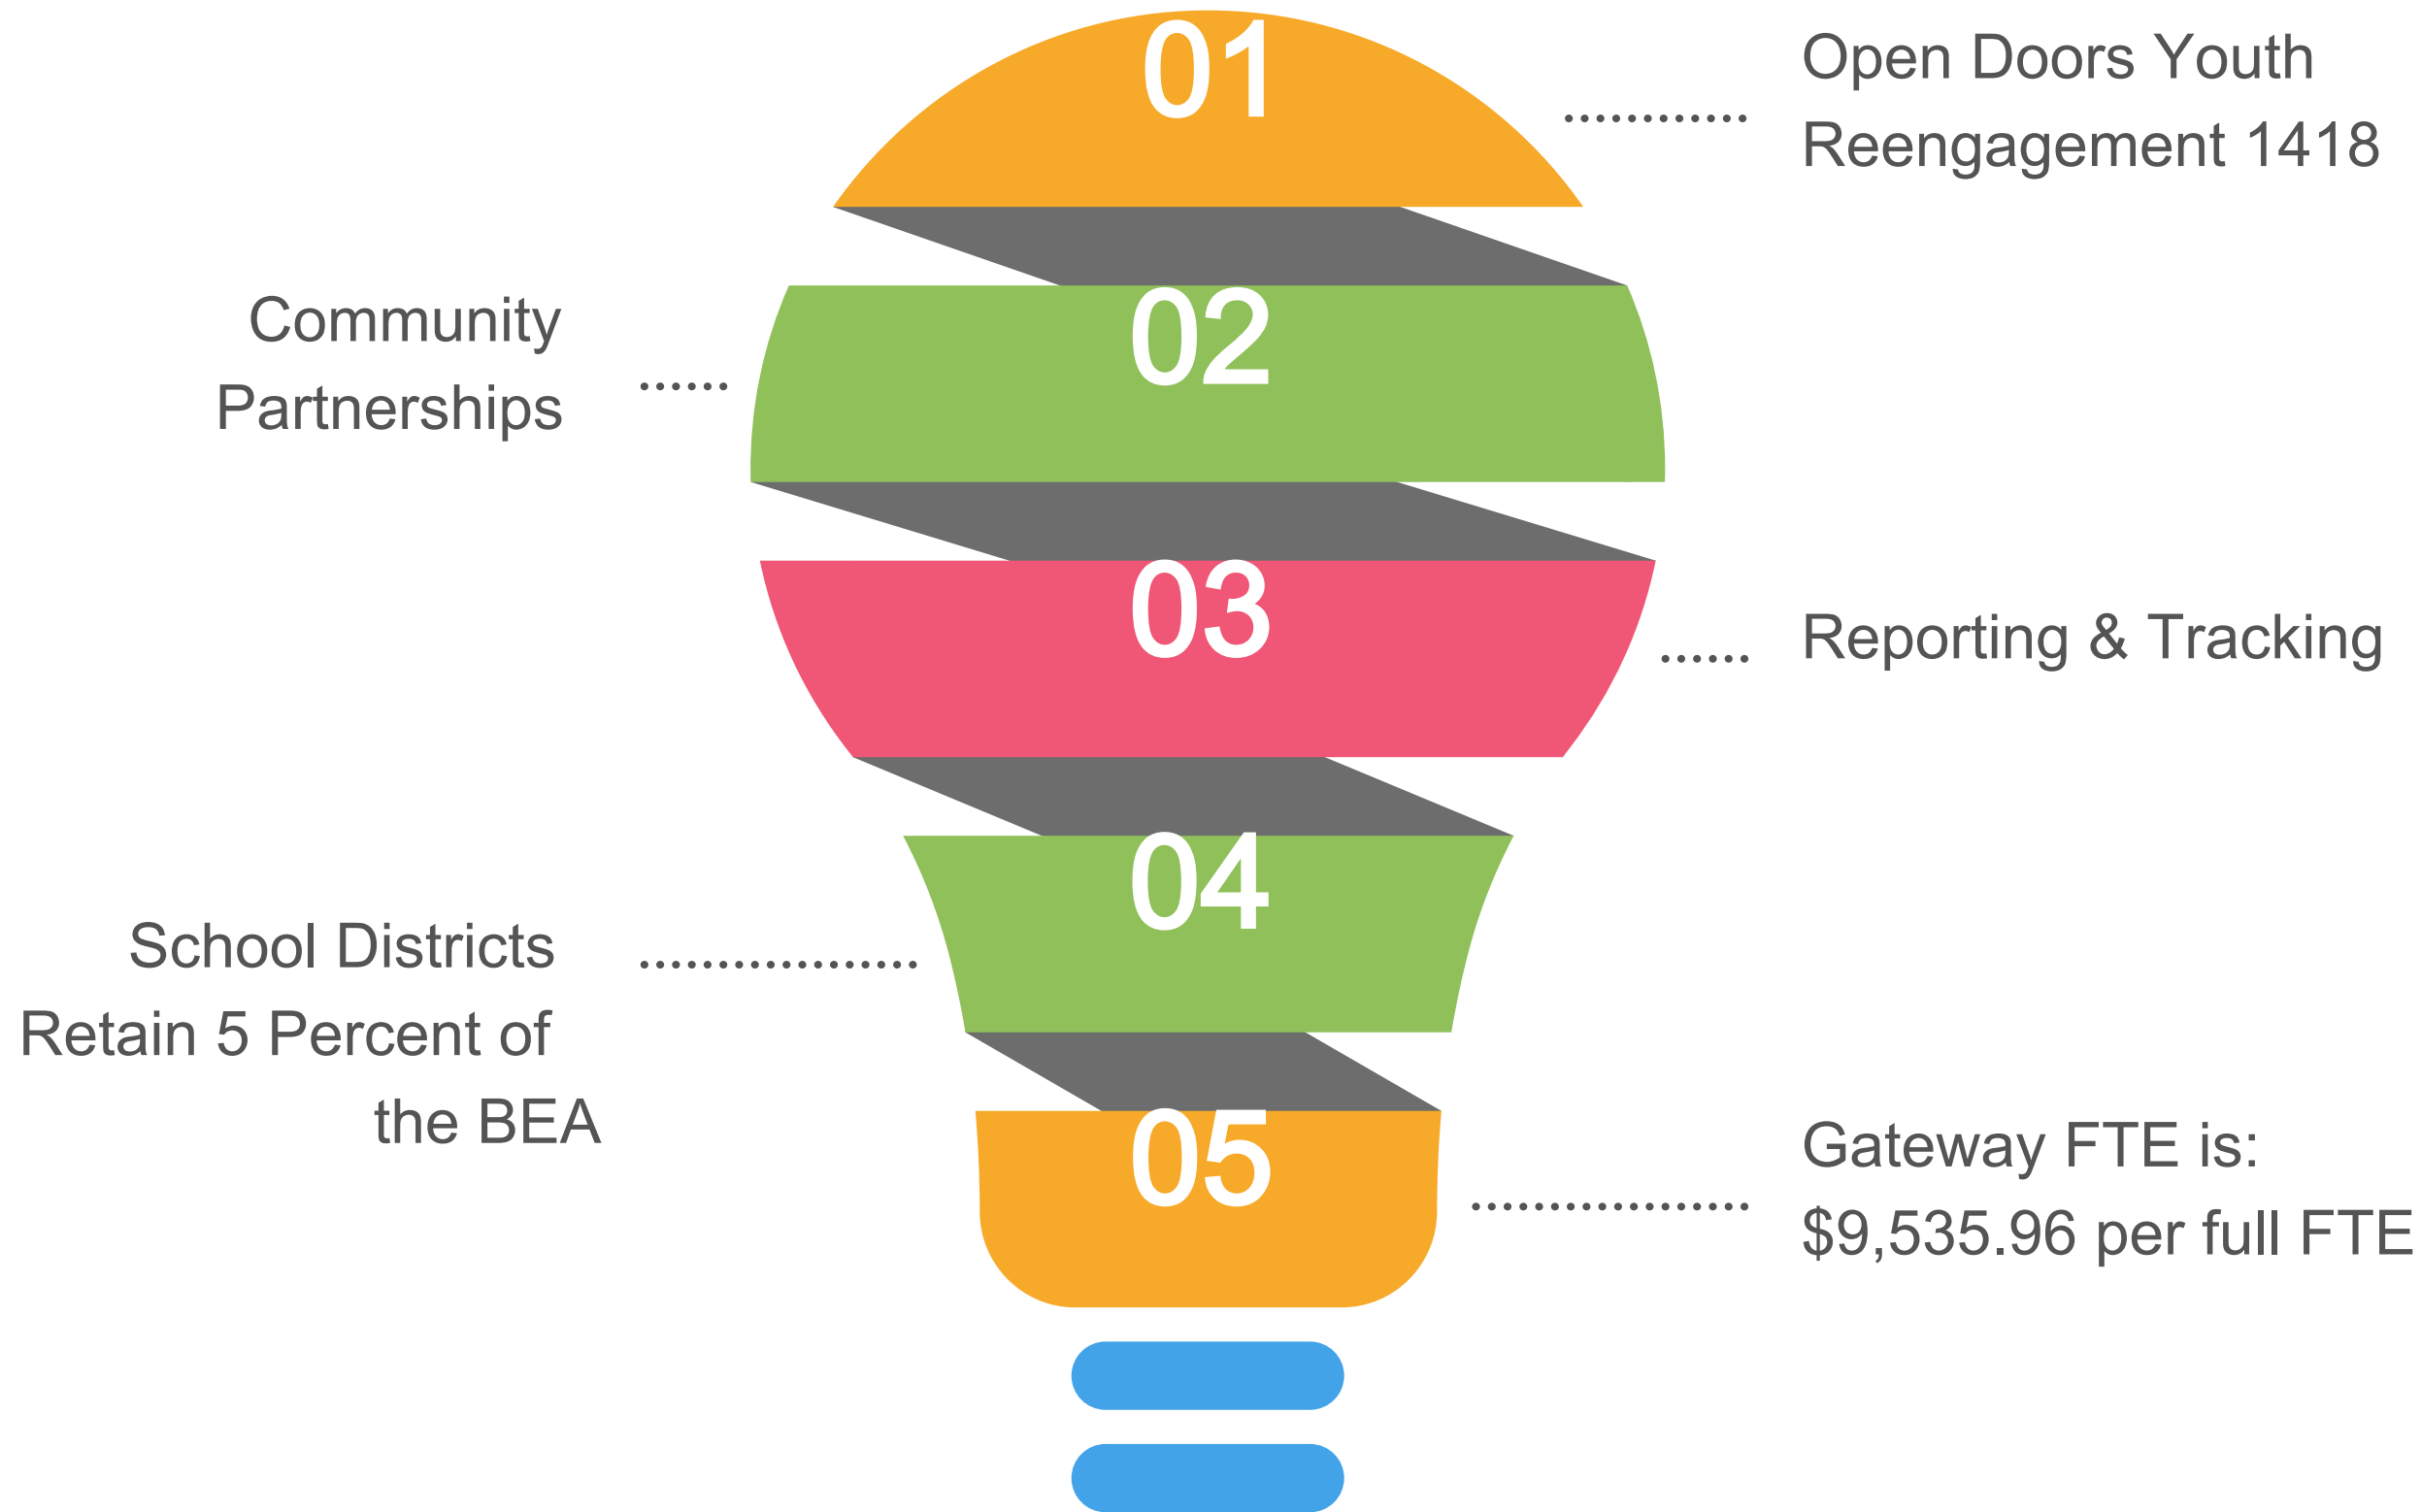 01
Open Doors Youth
Reengagement 1418
02
Community
Partnerships
03
Reporting & Tracking
04
School Districts
Retain 5 Percent of
the BEA
05
Gateway FTE is:
$9,535.98 per full FTE